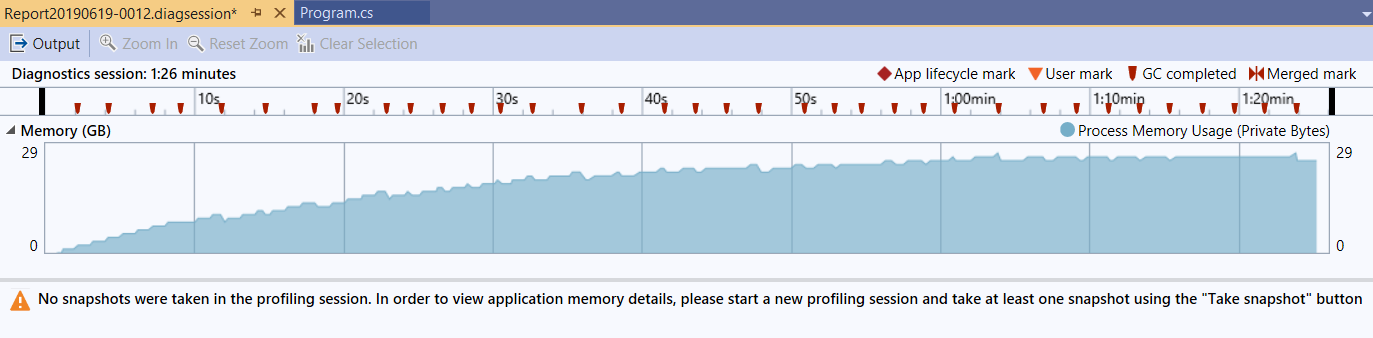 Report20190619-0012.diagsession* Program.cs
Output Zoom In Reset Zoom Clear Selection
Diagnostics session: 1:26 minutes App lifecycle mark User mark GC completed Merged mark
10s 20s 30s 40s 50s 1:00min 1:10min 1:20min
Memory (GB) Process Memory Usage (Private Bytes)
29 29
0 0
No snapshots were taken in the profiling session. In order to view application memory details, please start a new profiling session and take at least one snapshot using the "Take snapshot" button